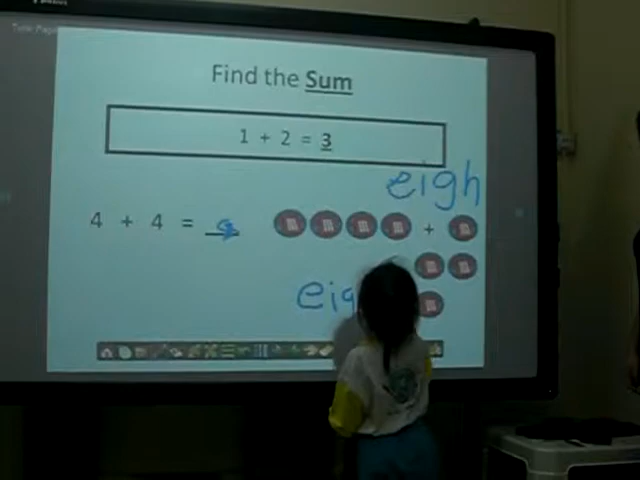 Find the Sum
1 + 2 = 3
eigh
4 + 4 =
+
eig